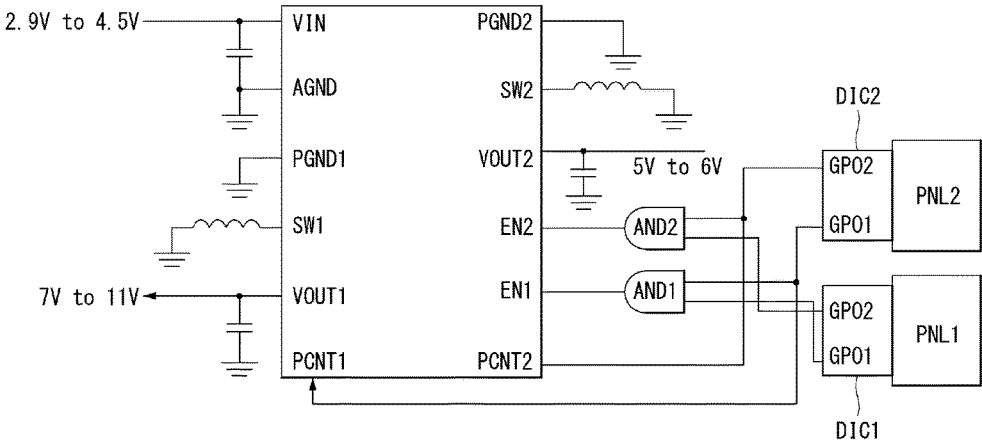 2.9V to 4.5V
VIN
PGND2
AGND
SW2
DIC2
PGND1
VOUT2
5V to 6V
GPO2
PNL2
SW1
EN2
AND2
GPO1
7V to 11V
VOUT1
EN1
AND1
GPO2
PNL1
PCNT1
PCNT2
GPO1
DIC1